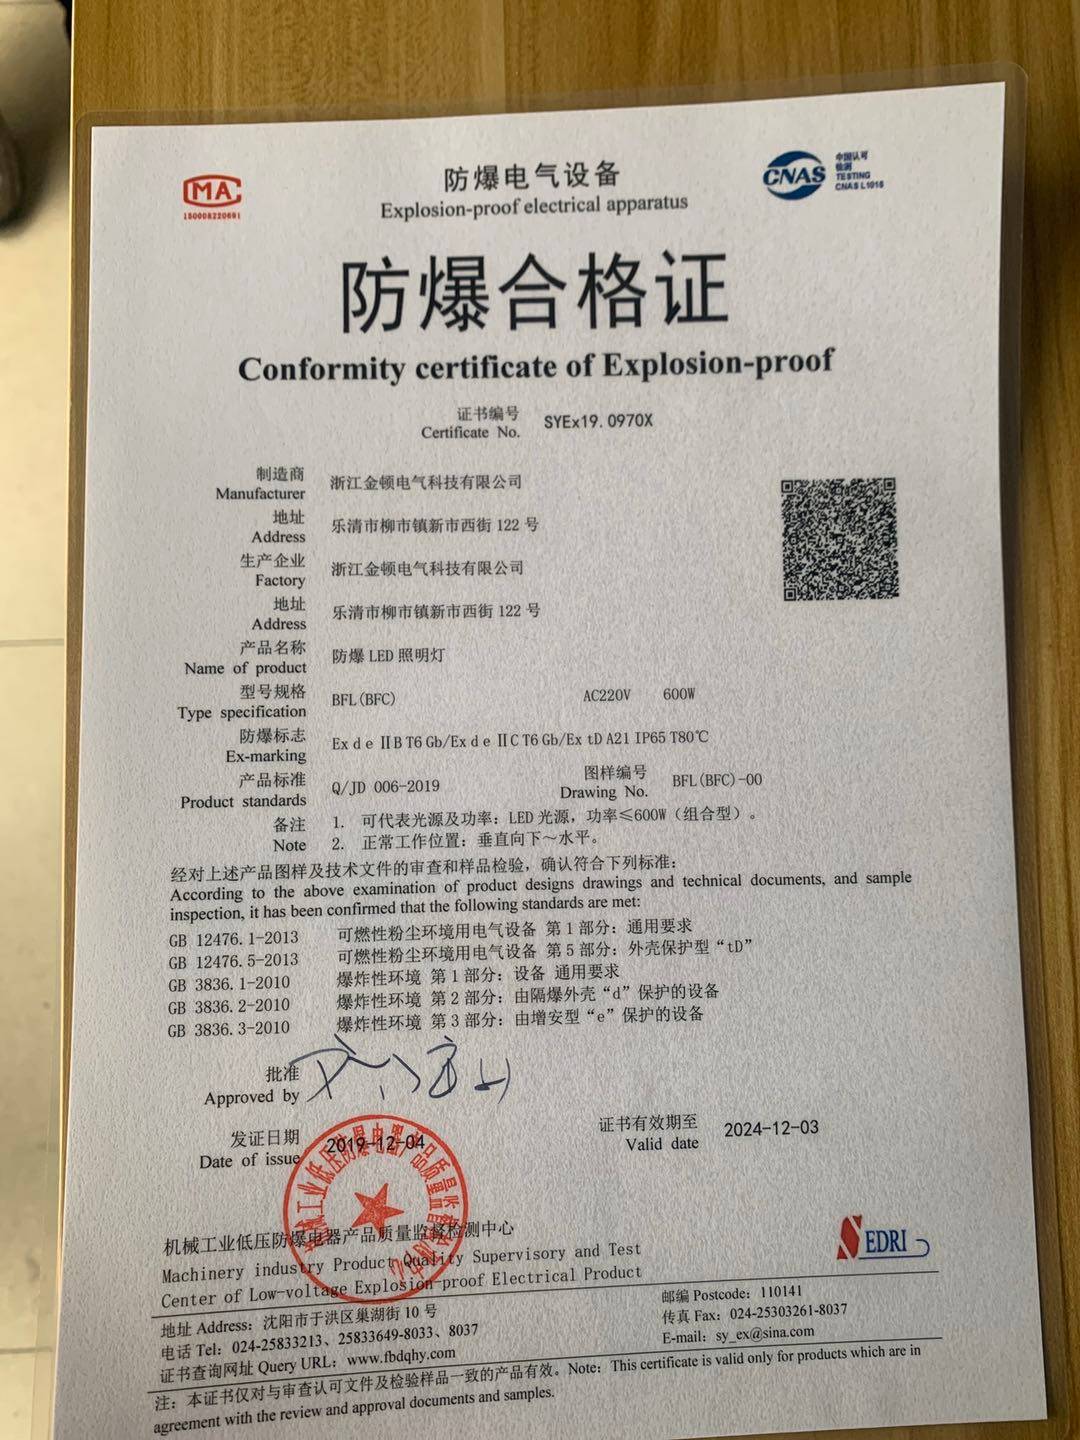 MA
150008220691
防爆电气设备
Explosion-proof electrical apparatus
CNAS
中国认可
检测
TESTING
CNAS L1016
防爆合格证
Conformity certificate of Explosion-proof
证书编号
Certificate No.
SYEx19.0970X
制造商
Manufacturer
浙江金顿电气科技有限公司
地址
Address
乐清市柳市镇新市西街 122 号
生产企业
Factory
浙江金顿电气科技有限公司
地址
Address
乐清市柳市镇新市西街 122 号
产品名称
Name of product
防爆 LED 照明灯
型号规格
Type specification
BFL(BFC) AC220V 600W
防爆标志
Ex-marking
Ex d e ⅡB T6 Gb/Ex d e ⅡC T6 Gb/Ex tD A21 IP65 T80℃
产品标准
Product standards
Q/JD 006-2019
图样编号
Drawing No.
BFL(BFC)-00
备注
Note
1. 可代表光源及功率：LED 光源，功率≤600W（组合型）。
2. 正常工作位置：垂直向下～水平。
经对上述产品图样及技术文件的审查和样品检验，确认符合下列标准：
According to the above examination of product designs drawings and technical documents, and sample
inspection, it has been confirmed that the following standards are met:
GB 12476.1-2013 可燃性粉尘环境用电气设备 第 1 部分：通用要求
GB 12476.5-2013 可燃性粉尘环境用电气设备 第 5 部分：外壳保护型“tD”
GB 3836.1-2010 爆炸性环境 第 1 部分：设备 通用要求
GB 3836.2-2010 爆炸性环境 第 2 部分：由隔爆外壳“d”保护的设备
GB 3836.3-2010 爆炸性环境 第 3 部分：由增安型“e”保护的设备
批准
Approved by
发证日期
Date of issue
2019-12-04
证书有效期至
Valid date
2024-12-03
机械工业低压防爆电器产品质量监督检测中心
机械工业低压防爆电器产品质量监督检测中心
Machinery industry Product Quality Supervisory and Test
Center of Low-voltage Explosion-proof Electrical Product
SEDRI
地址 Address：沈阳市于洪区巢湖街 10 号
电话 Tel：024-25833213、25833649-8033、8037
证书查询网址 Query URL：www.fbdqhy.com
邮编 Postcode：110141
传真 Fax：024-25303261-8037
E-mail：sy_ex@sina.com
注：本证书仅对与审查认可文件及检验样品一致的产品有效。Note：This certificate is valid only for products which are in
agreement with the review and approval documents and samples.